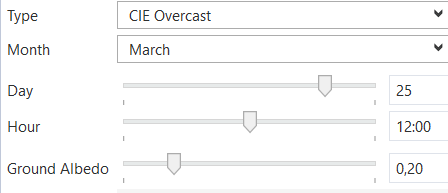 Type CIE Overcast
Month March
Day 25
Hour 12:00
Ground Albedo 0,20